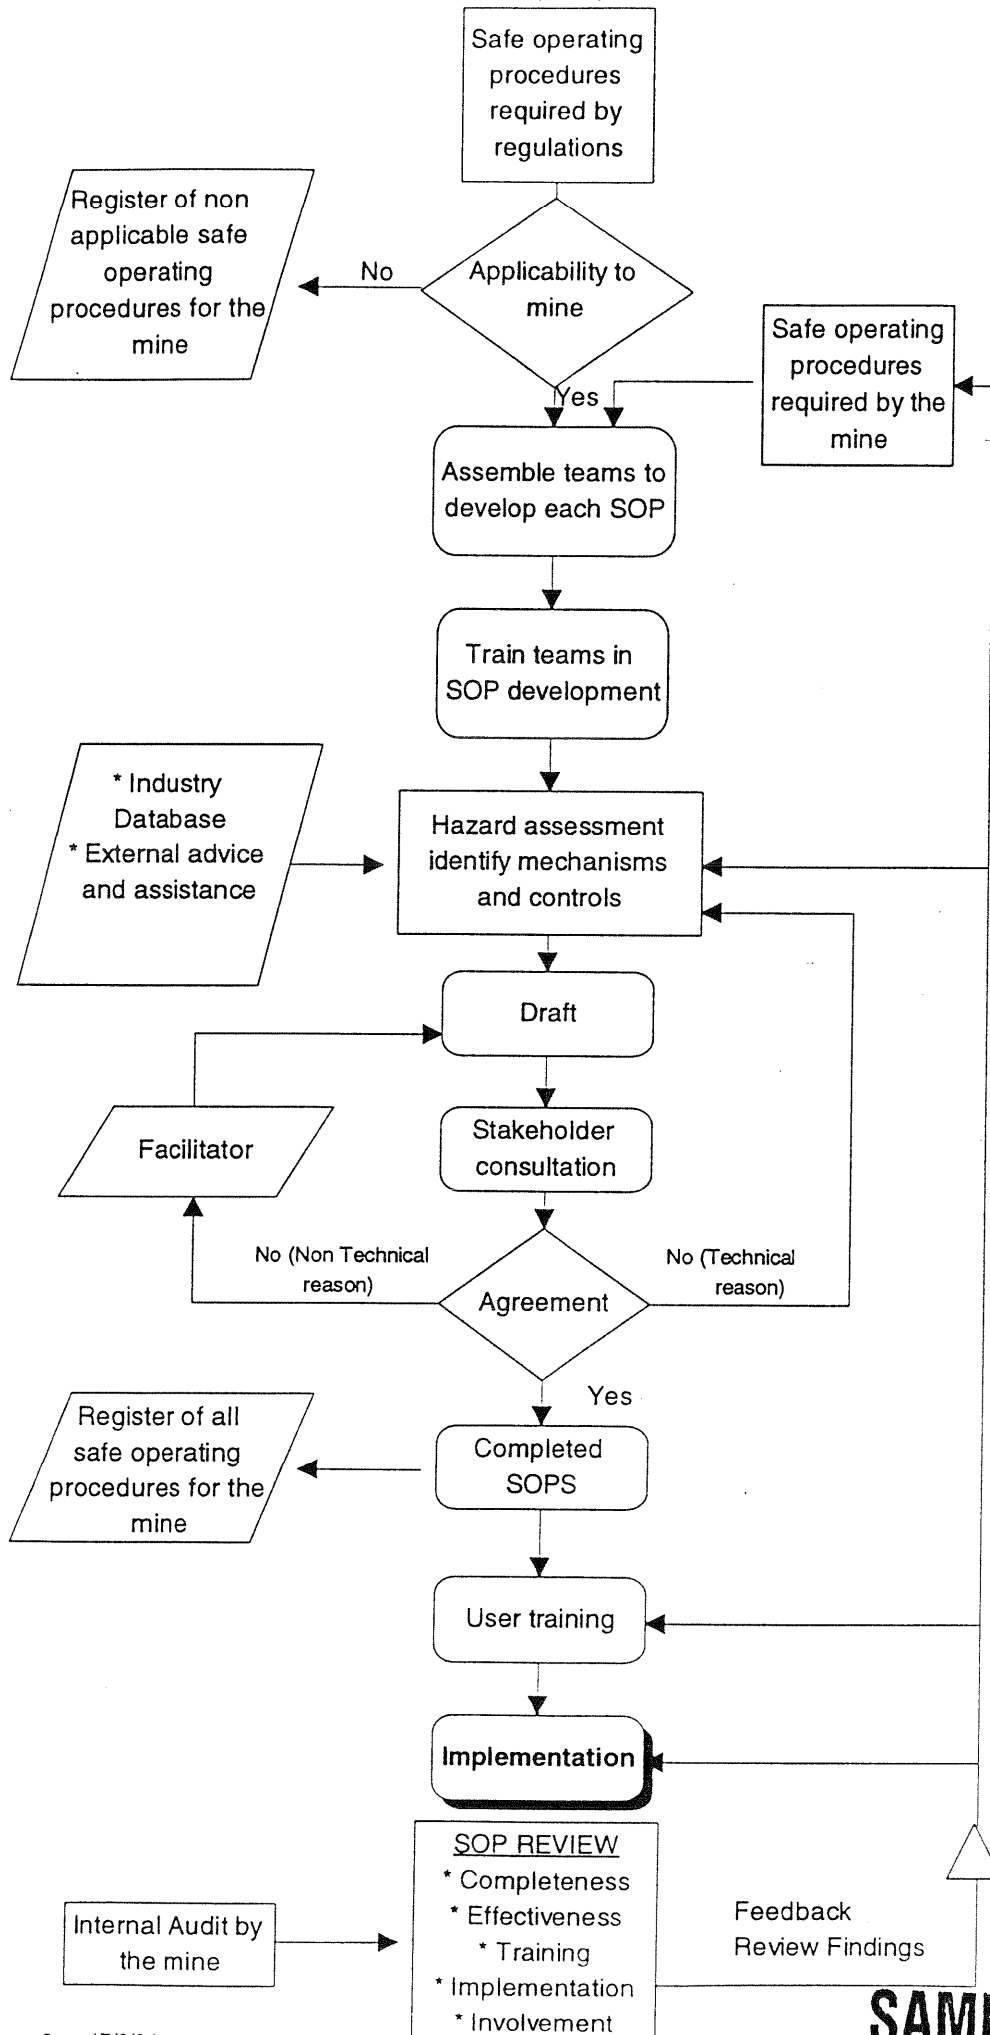 Safe operating
procedures
required by
regulations
Register of non
applicable safe
operating
procedures for the
mine
No
Applicability to
mine
Yes
Safe operating
procedures
required by the
mine
Assemble teams to
develop each SOP
Train teams in
SOP development
* Industry
Database
* External advice
and assistance
Hazard assessment
identify mechanisms
and controls
Draft
Facilitator
Stakeholder
consultation
No (Non Technical
reason)
Agreement
No (Technical
reason)
Yes
Register of all
safe operating
procedures for the
mine
Completed
SOPS
User training
Implementation
SOP REVIEW
* Completeness
* Effectiveness
* Training
* Implementation
* Involvement
Internal Audit by
the mine
Feedback
Review Findings